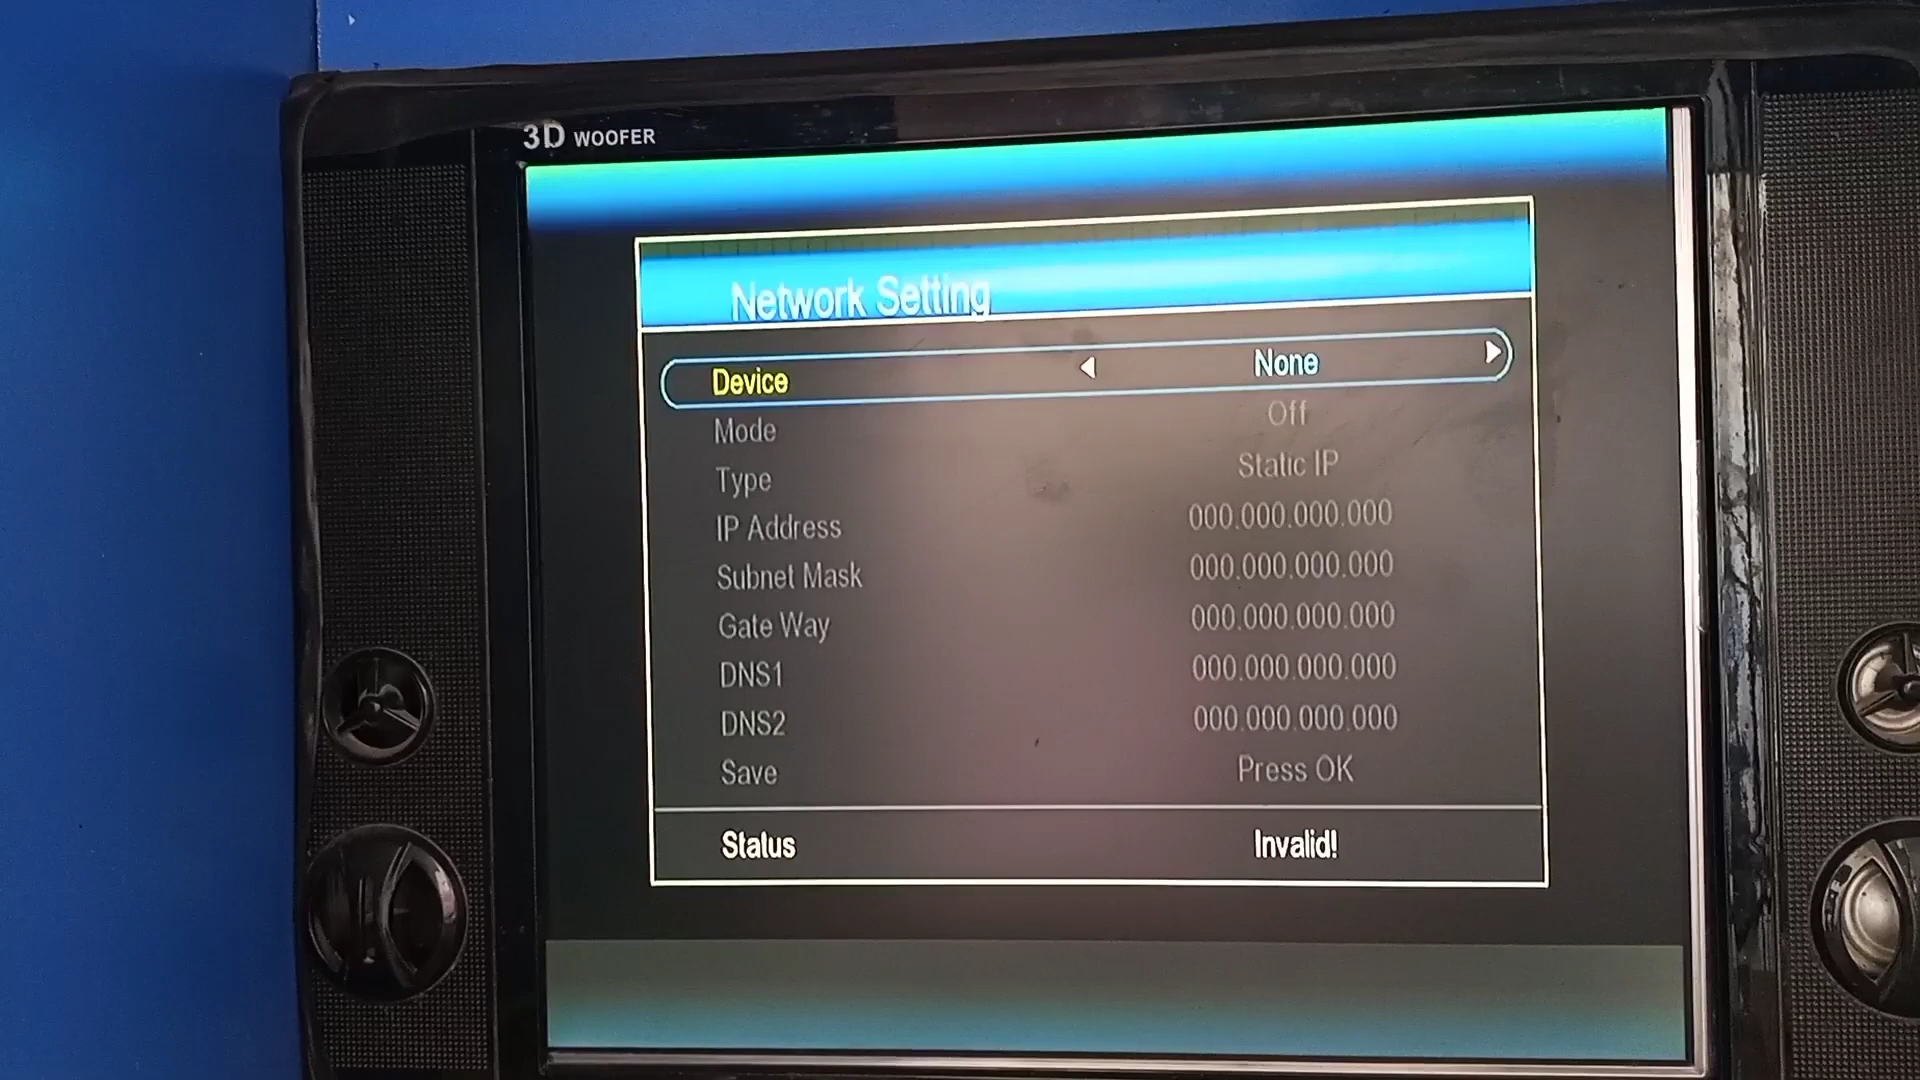 3D WOOFER
Network Setting
Device None
Mode Off
Type Static IP
IP Address 000.000.000.000
Subnet Mask 000.000.000.000
Gate Way 000.000.000.000
DNS1 000.000.000.000
DNS2 000.000.000.000
Save Press OK
Status Invalid!